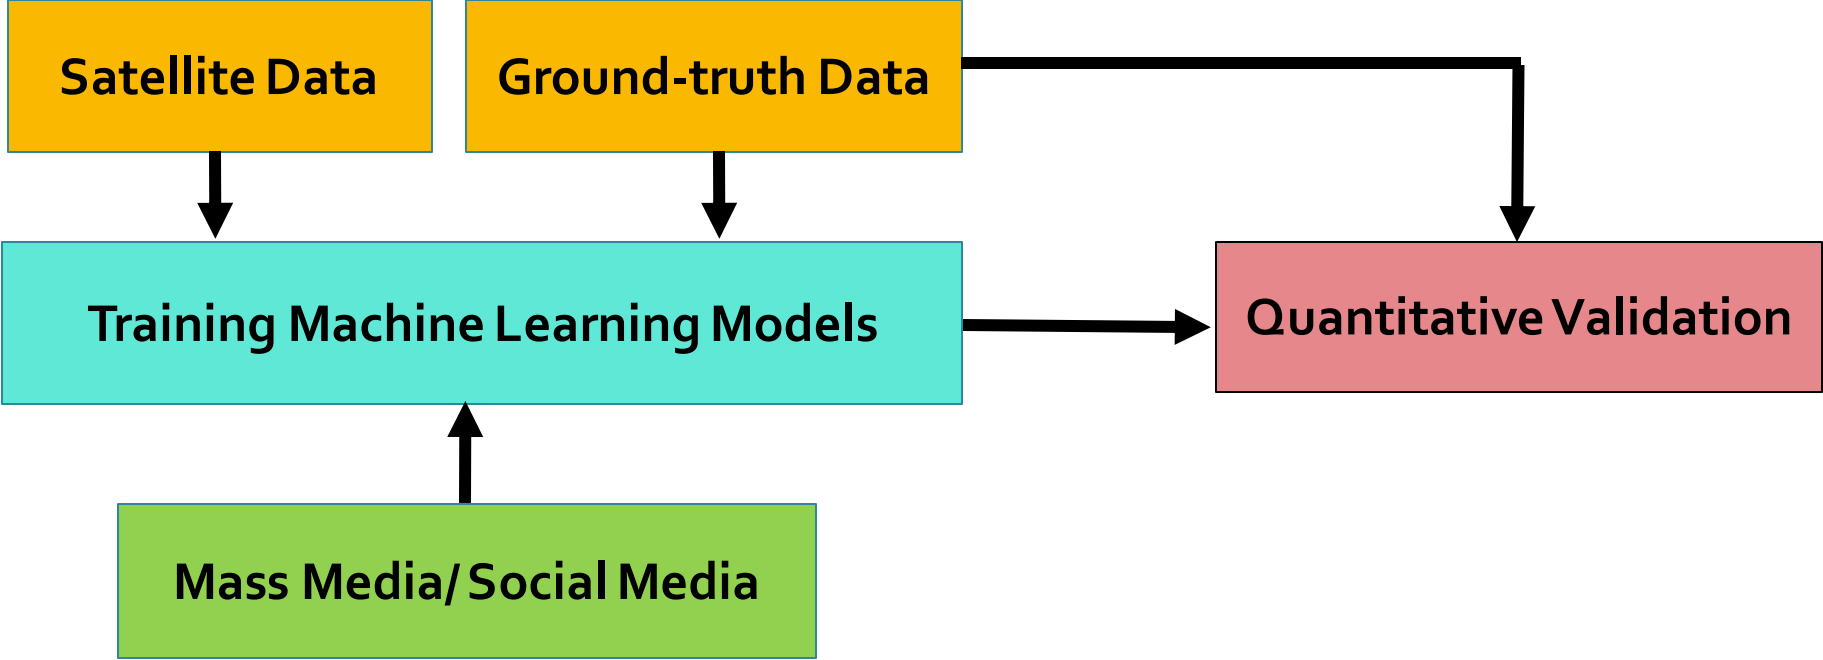 Satellite Data
Ground-truth Data
Training Machine Learning Models
Quantitative Validation
Mass Media/ Social Media